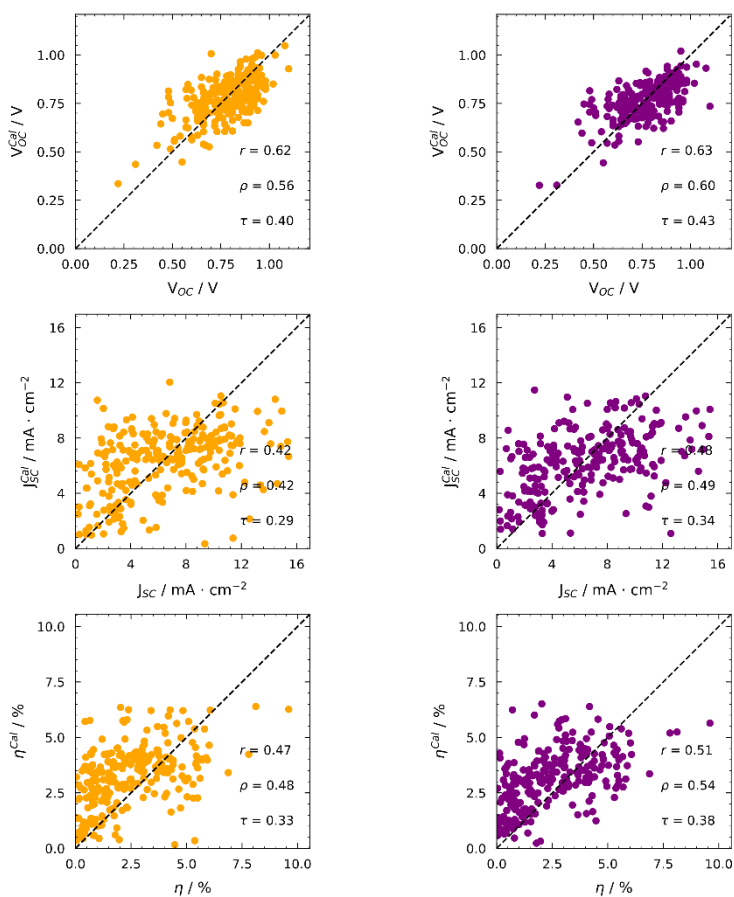 1.00
0.75
0.50
0.25
0.00
V_OC^Cal / V
r = 0.62
ρ = 0.56
τ = 0.40
0.00 0.25 0.50 0.75 1.00
V_OC / V
1.00
0.75
0.50
0.25
0.00
V_OC^Cal / V
r = 0.63
ρ = 0.60
τ = 0.43
0.00 0.25 0.50 0.75 1.00
V_OC / V
16
12
8
4
0
J_SC^Cal / mA · cm⁻²
r = 0.42
ρ = 0.42
τ = 0.29
0 4 8 12 16
J_SC / mA · cm⁻²
16
12
8
4
0
J_SC^Cal / mA · cm⁻²
r = 0.48
ρ = 0.49
τ = 0.34
0 4 8 12 16
J_SC / mA · cm⁻²
10.0
7.5
5.0
2.5
0.0
η^Cal / %
r = 0.47
ρ = 0.48
τ = 0.33
0.0 2.5 5.0 7.5 10.0
η / %
10.0
7.5
5.0
2.5
0.0
η^Cal / %
r = 0.51
ρ = 0.54
τ = 0.38
0.0 2.5 5.0 7.5 10.0
η / %